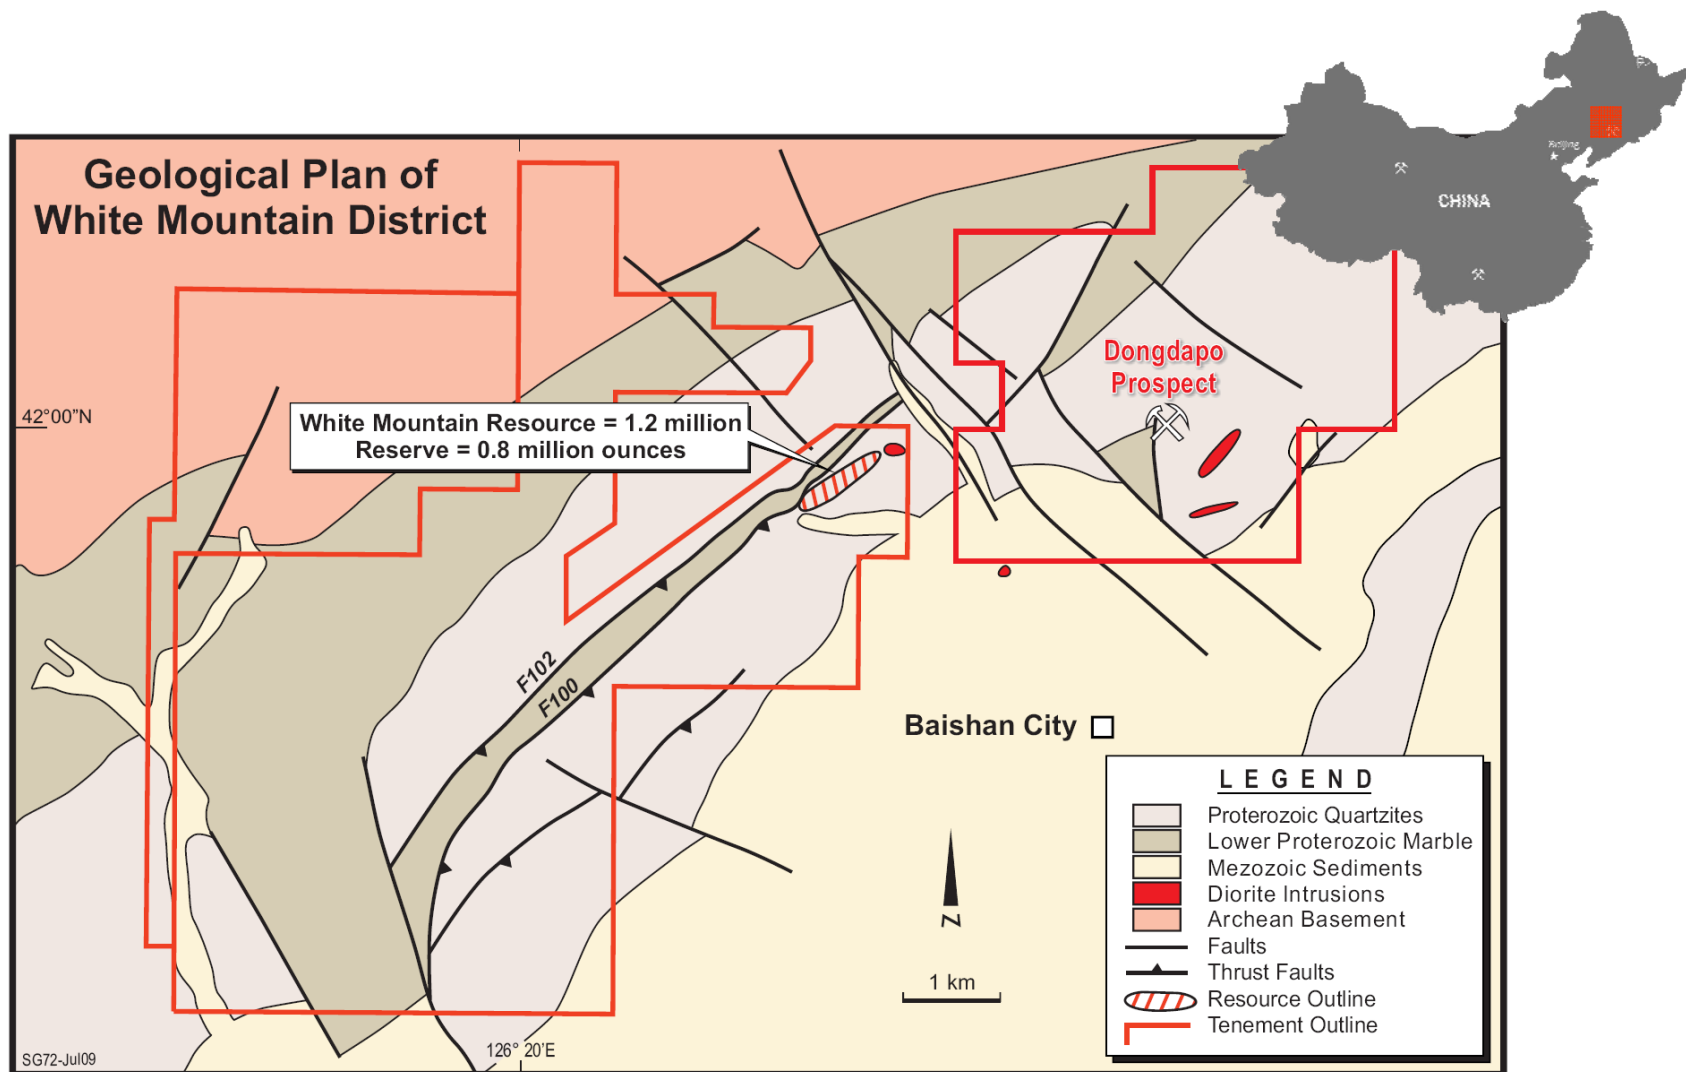 Geological Plan of
White Mountain District
Beijing
CHINA
Dongdapo
Prospect
42°00"N
White Mountain Resource = 1.2 million
Reserve = 0.8 million ounces
F102
F100
Baishan City
L E G E N D
Proterozoic Quartzites
Lower Proterozoic Marble
Mezozoic Sediments
Diorite Intrusions
Archean Basement
Faults
Thrust Faults
Resource Outline
Tenement Outline
N
1 km
126° 20'E
SG72-Jul09